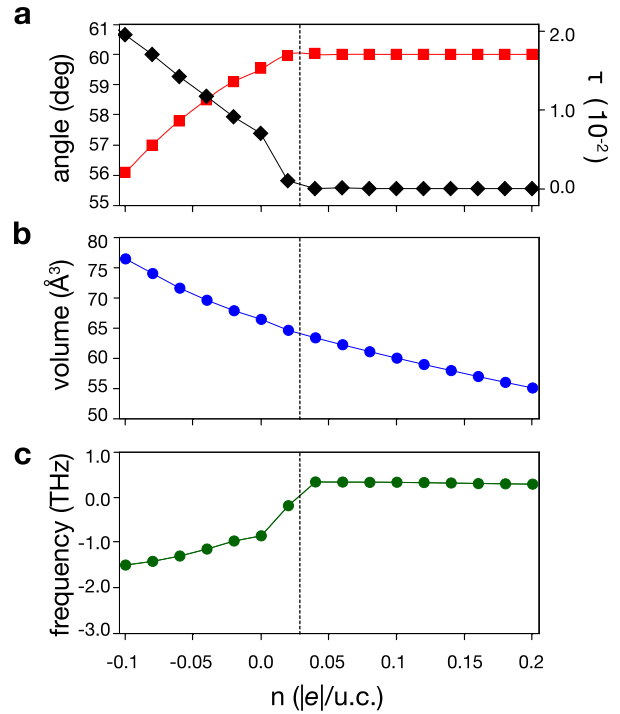 a
angle (deg)
61
60
59
58
57
56
55
2.0
1.0
0.0
τ (10⁻²)
b
volume (Å³)
80
75
70
65
60
55
50
c
frequency (THz)
1.0
0.0
-1.0
-2.0
-3.0
-0.1 -0.05 0.0 0.05 0.1 0.15 0.2
n (|e|/u.c.)